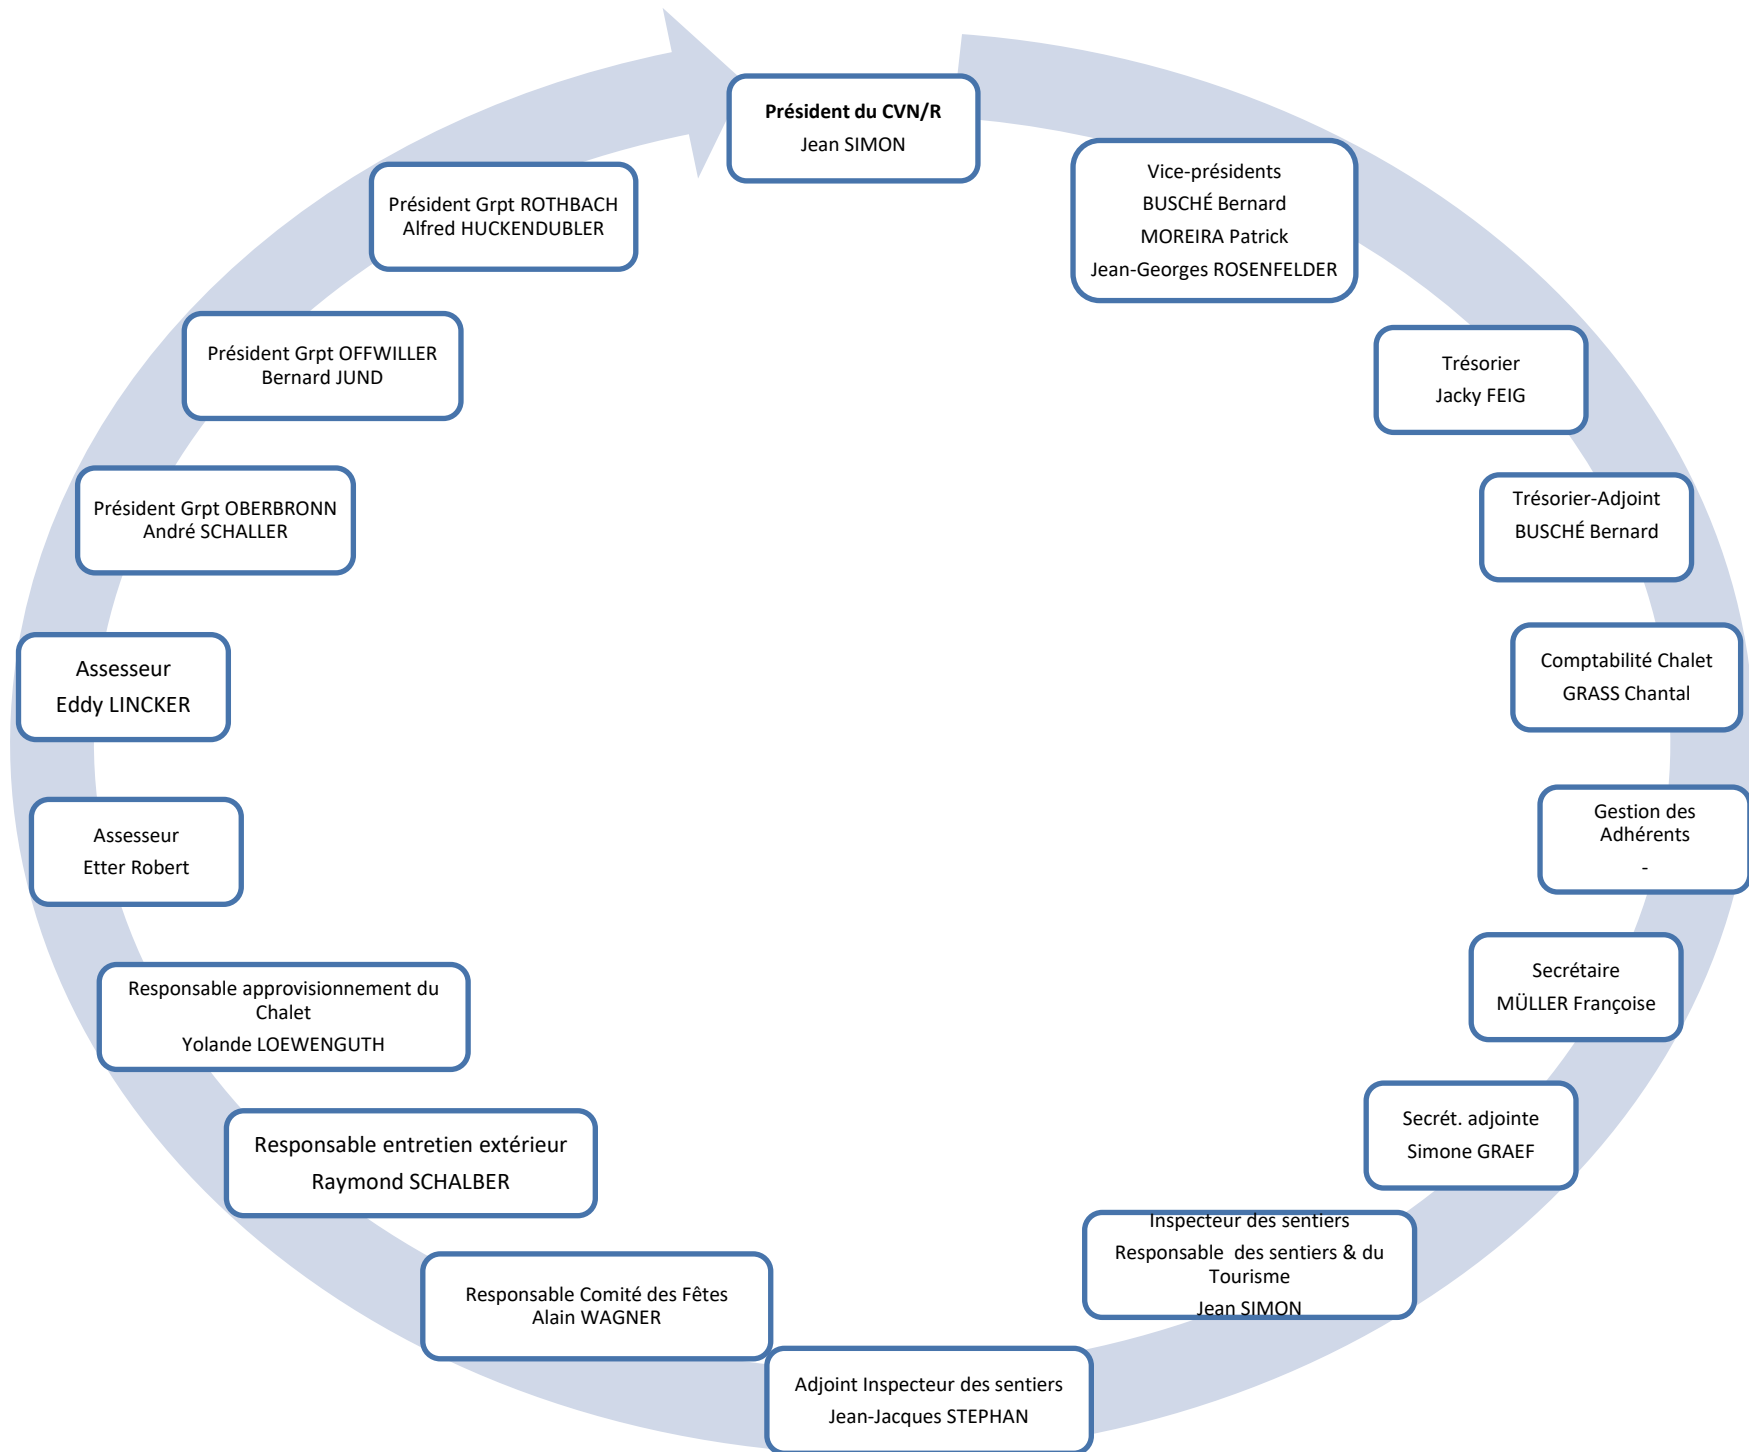 Président du CVN/R
Jean SIMON
Vice-présidents
BUSCHÉ Bernard
MOREIRA Patrick
Jean-Georges ROSENFELDER
Trésorier
Jacky FEIG
Trésorier-Adjoint
BUSCHÉ Bernard
Comptabilité Chalet
GRASS Chantal
Gestion des
Adhérents
-
Secrétaire
MÜLLER Françoise
Secrét. adjointe
Simone GRAEF
Inspecteur des sentiers
Responsable des sentiers & du
Tourisme
Jean SIMON
Adjoint Inspecteur des sentiers
Jean-Jacques STEPHAN
Responsable Comité des Fêtes
Alain WAGNER
Responsable entretien extérieur
Raymond SCHALBER
Responsable approvisionnement du
Chalet
Yolande LOEWENGUTH
Assesseur
Etter Robert
Assesseur
Eddy LINCKER
Président Grpt OBERBRONN
André SCHALLER
Président Grpt OFFWILLER
Bernard JUND
Président Grpt ROTHBACH
Alfred HUCKENDUBLER